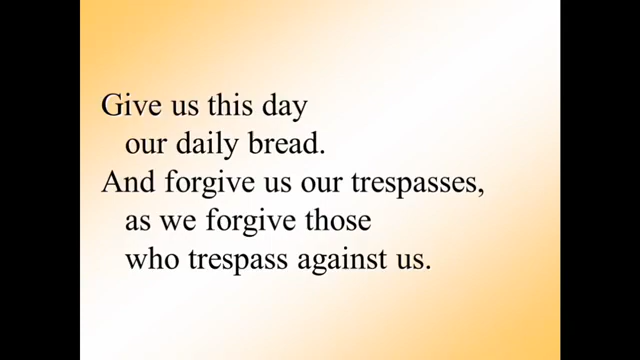 Give us this day
our daily bread.
And forgive us our trespasses,
as we forgive those
who trespass against us.